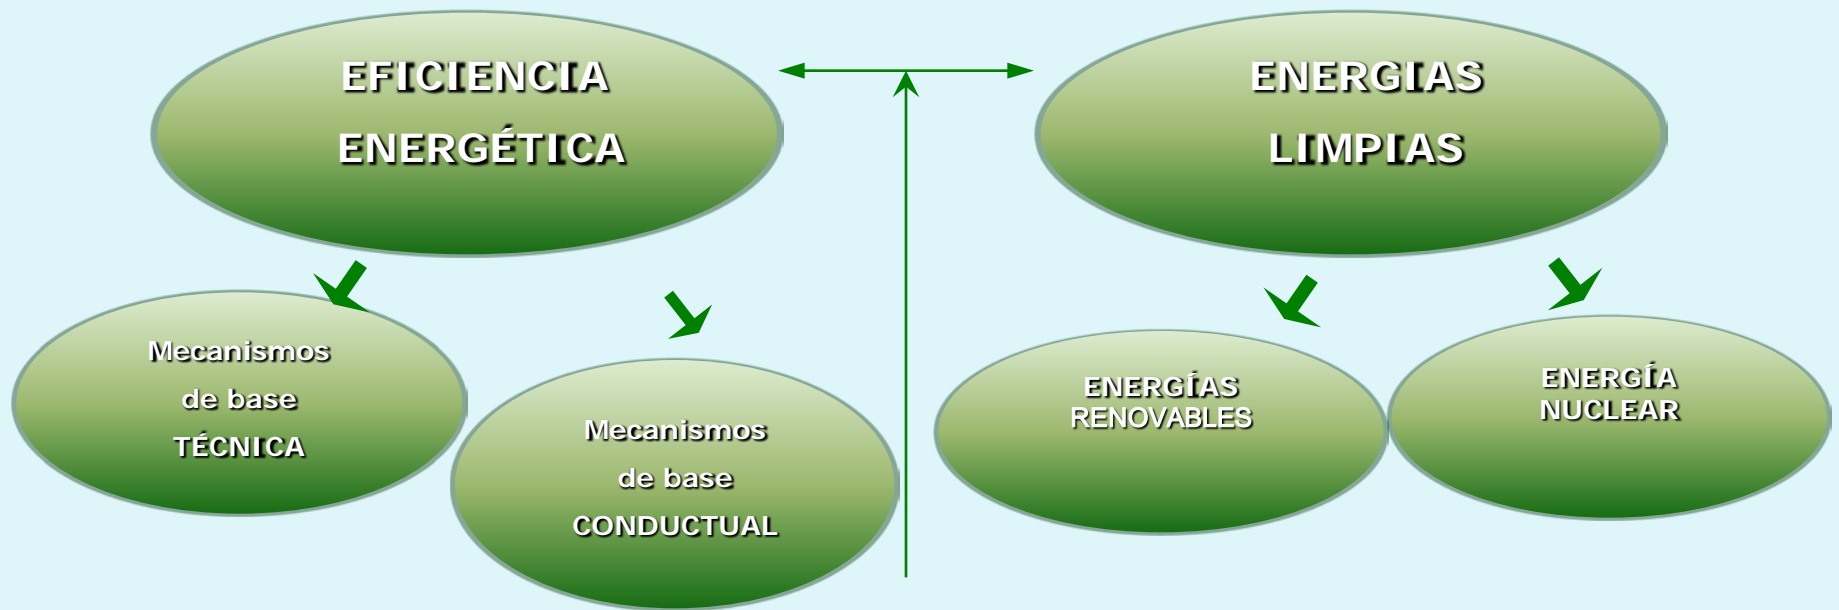 EFICIENCIA
ENERGÉTICA
ENERGIAS
LIMPIAS
Mecanismos
de base
TÉCNICA
Mecanismos
de base
CONDUCTUAL
ENERGÍAS
RENOVABLES
ENERGÍA
NUCLEAR